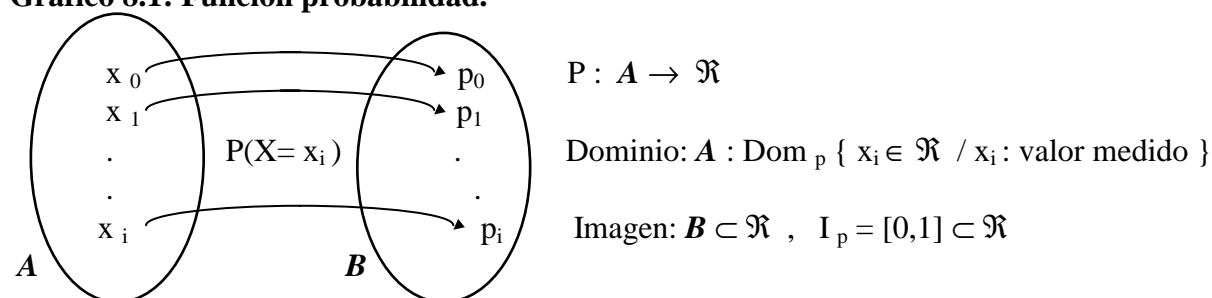 Gráfico 8.1: Función probabilidad.
x 0 p0 P : A → ℜ
x 1 p1
. P(X= xi ) . Dominio: A : Dom p { xi ∈ ℜ / xi : valor medido }
. .
x i pi Imagen: B ⊂ ℜ , I p = [0,1] ⊂ ℜ
A B